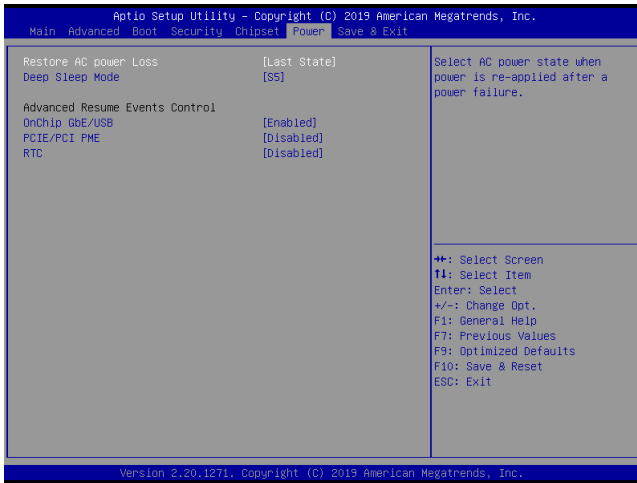 Aptio Setup Utility – Copyright (C) 2019 American Megatrends, Inc.
Main Advanced Boot Security Chipset Power Save & Exit
Restore AC power Loss [Last State]
Deep Sleep Mode [S5]
Advanced Resume Events Control
OnChip GbE/USB [Enabled]
PCIE/PCI PME [Disabled]
RTC [Disabled]
Select AC power state when
power is re-applied after a
power failure.
→←: Select Screen
↑↓: Select Item
Enter: Select
+/-: Change Opt.
F1: General Help
F7: Previous Values
F9: Optimized Defaults
F10: Save & Reset
ESC: Exit
Version 2.20.1271. Copyright (C) 2019 American Megatrends, Inc.